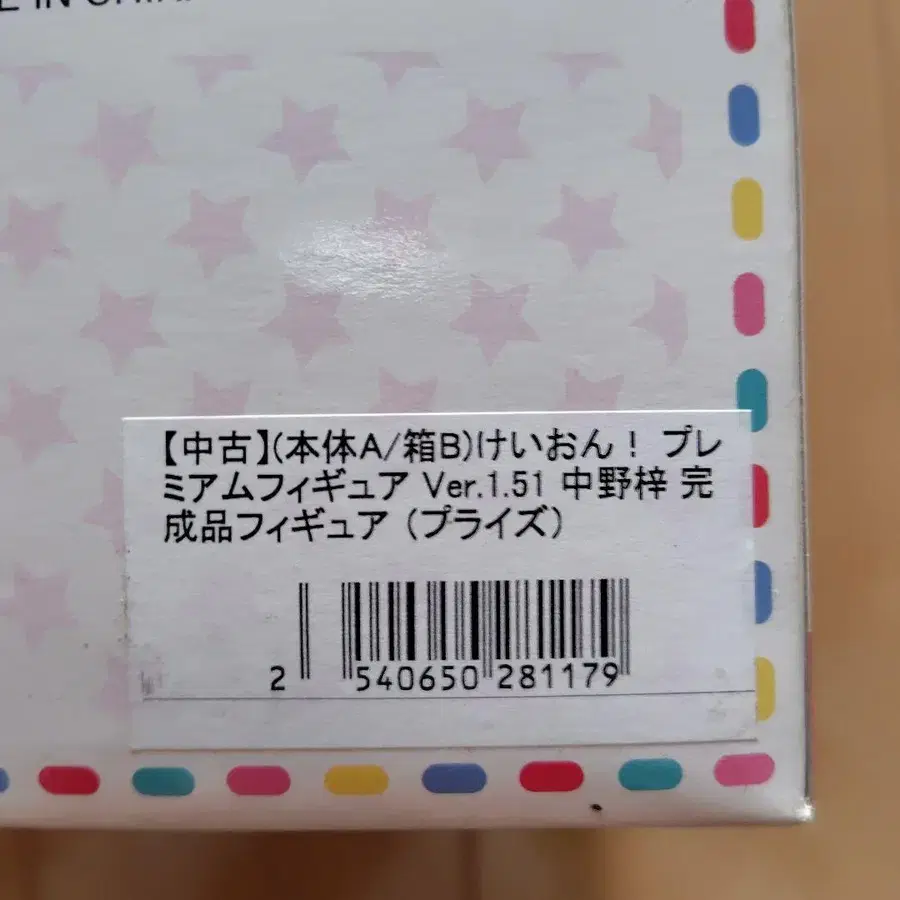 E IN CHINA
【中古】(本体A/箱B)けいおん！ プレ
ミアムフィギュア Ver.1.51 中野梓 完
成品フィギュア (プライズ)
2 540650 281179